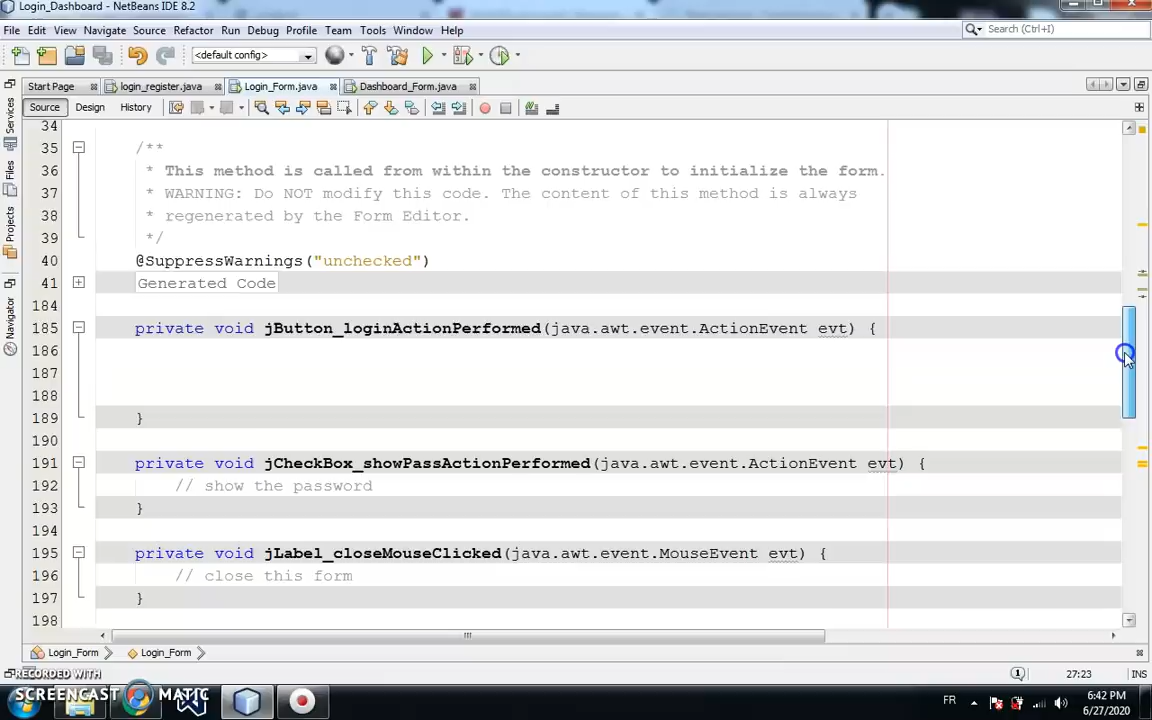 Login_Dashboard - NetBeans IDE 8.2
File Edit View Navigate Source Refactor Run Debug Profile Team Tools Window Help
Search (Ctrl+I)
<default config>
Start Page login_register.java Login_Form.java Dashboard_Form.java
Source Design History
Services
Files
Projects
Navigator
34
35 /**
36 * This method is called from within the constructor to initialize the form.
37 * WARNING: Do NOT modify this code. The content of this method is always
38 * regenerated by the Form Editor.
39 */
40 @SuppressWarnings("unchecked")
41 Generated Code
184
185 private void jButton_loginActionPerformed(java.awt.event.ActionEvent evt) {
186
187
188
189 }
190
191 private void jCheckBox_showPassActionPerformed(java.awt.event.ActionEvent evt) {
192 // show the password
193 }
194
195 private void jLabel_closeMouseClicked(java.awt.event.MouseEvent evt) {
196 // close this form
197 }
198
Login_Form Login_Form
1 27:23 INS
RECORDED WITH
SCREENCAST MATIC
FR 6:42 PM
6/27/2020